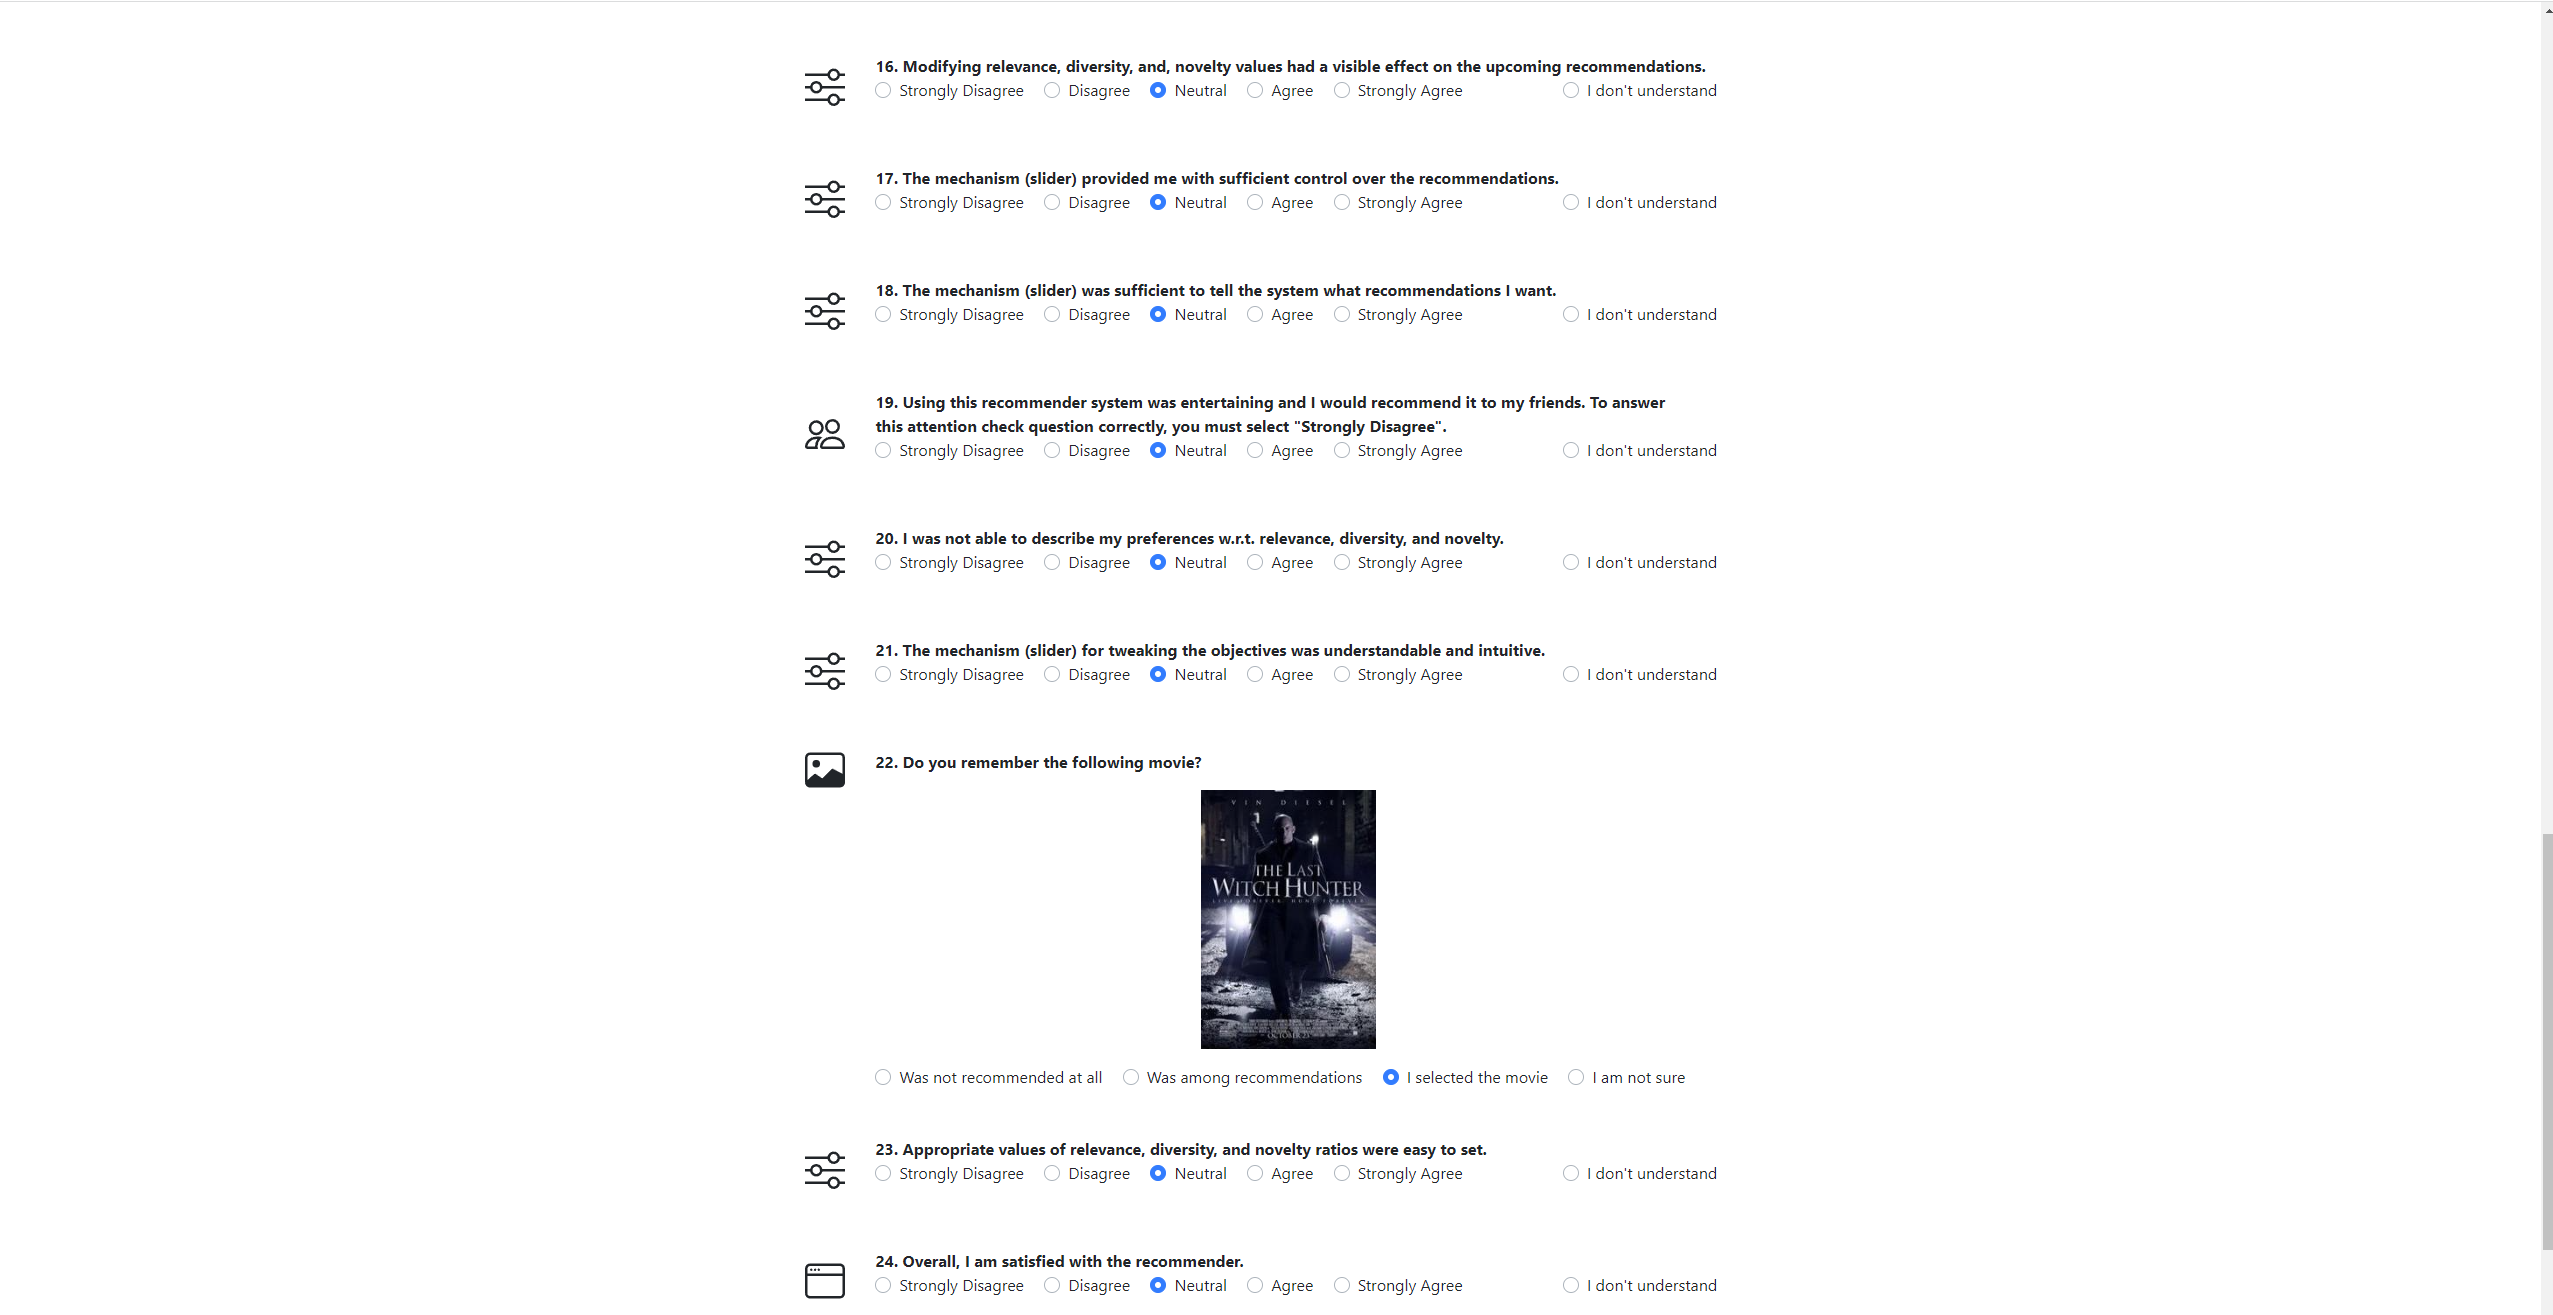 16. Modifying relevance, diversity, and, novelty values had a visible effect on the upcoming recommendations.
Strongly Disagree Disagree Neutral Agree Strongly Agree I don't understand
17. The mechanism (slider) provided me with sufficient control over the recommendations.
Strongly Disagree Disagree Neutral Agree Strongly Agree I don't understand
18. The mechanism (slider) was sufficient to tell the system what recommendations I want.
Strongly Disagree Disagree Neutral Agree Strongly Agree I don't understand
19. Using this recommender system was entertaining and I would recommend it to my friends. To answer
this attention check question correctly, you must select "Strongly Disagree".
Strongly Disagree Disagree Neutral Agree Strongly Agree I don't understand
20. I was not able to describe my preferences w.r.t. relevance, diversity, and novelty.
Strongly Disagree Disagree Neutral Agree Strongly Agree I don't understand
21. The mechanism (slider) for tweaking the objectives was understandable and intuitive.
Strongly Disagree Disagree Neutral Agree Strongly Agree I don't understand
22. Do you remember the following movie?
VIN DIESEL
THE LAST
WITCH HUNTER
LIVE FOREVER. HUNT FOREVER.
Was not recommended at all Was among recommendations I selected the movie I am not sure
23. Appropriate values of relevance, diversity, and novelty ratios were easy to set.
Strongly Disagree Disagree Neutral Agree Strongly Agree I don't understand
24. Overall, I am satisfied with the recommender.
Strongly Disagree Disagree Neutral Agree Strongly Agree I don't understand